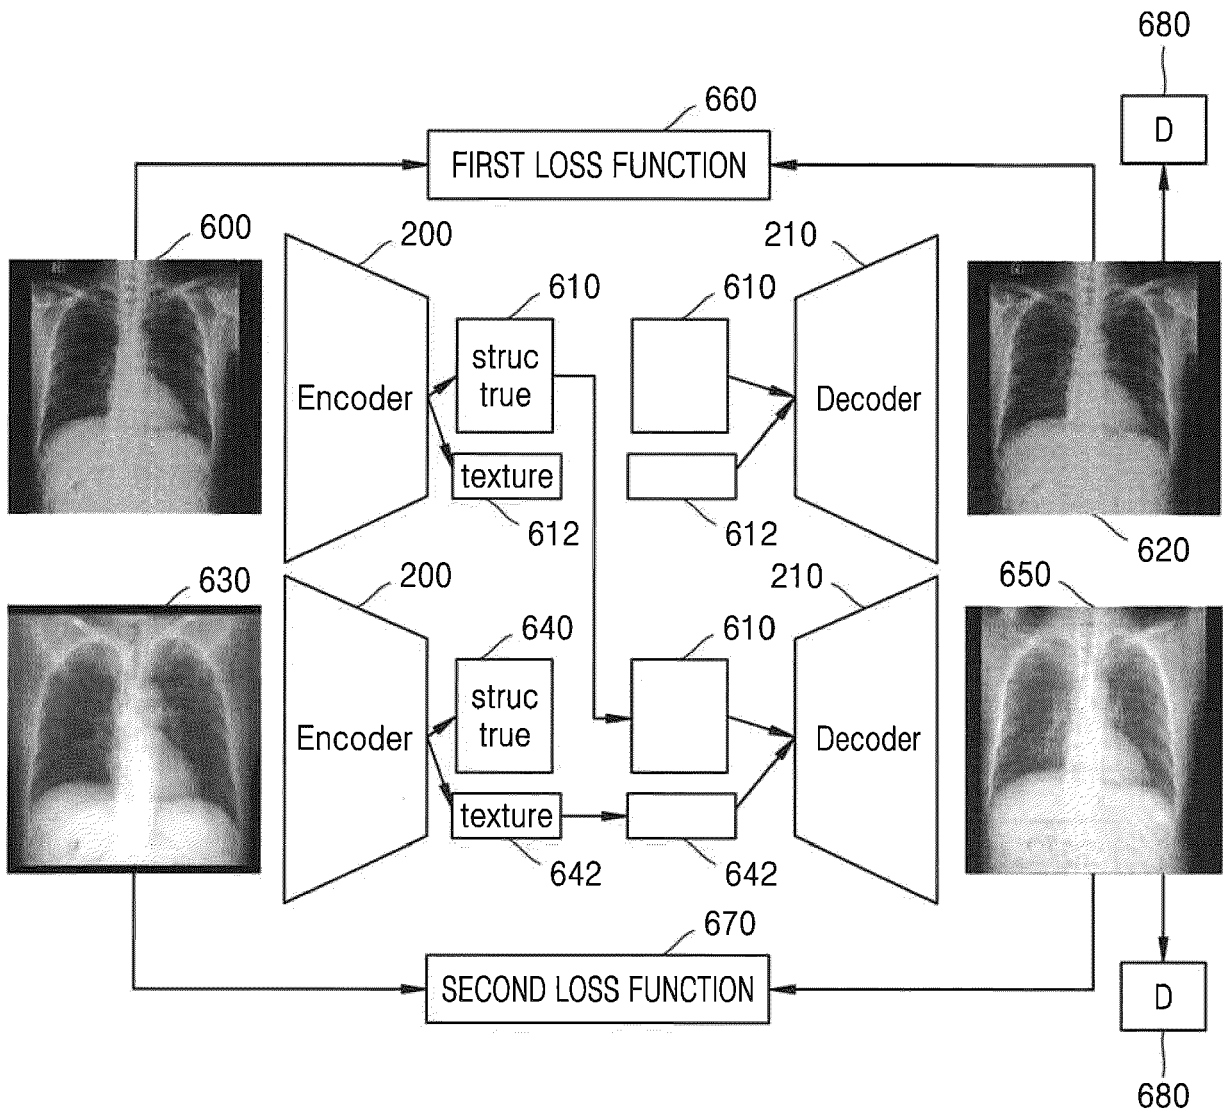 680
660
D
FIRST LOSS FUNCTION
600
200
210
610
610
struc
true
Encoder
Decoder
texture
612
612
620
630
200
210
650
640
610
struc
true
Encoder
Decoder
texture
642
642
670
SECOND LOSS FUNCTION
D
680